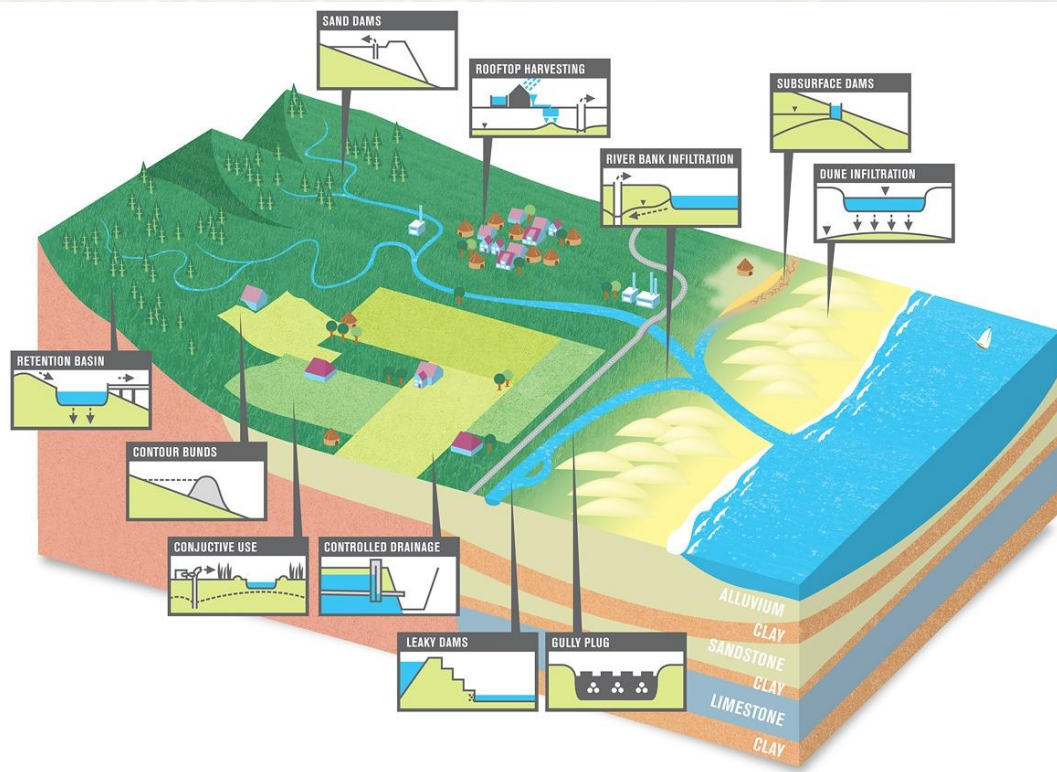 SAND DAMS
ROOFTOP HARVESTING
SUBSURFACE DAMS
RIVER BANK INFILTRATION
DUNE INFILTRATION
RETENTION BASIN
CONTOUR BUNDS
CONJUCTIVE USE
CONTROLLED DRAINAGE
LEAKY DAMS
GULLY PLUG
ALLUVIUM
CLAY
SANDSTONE
CLAY
LIMESTONE
CLAY